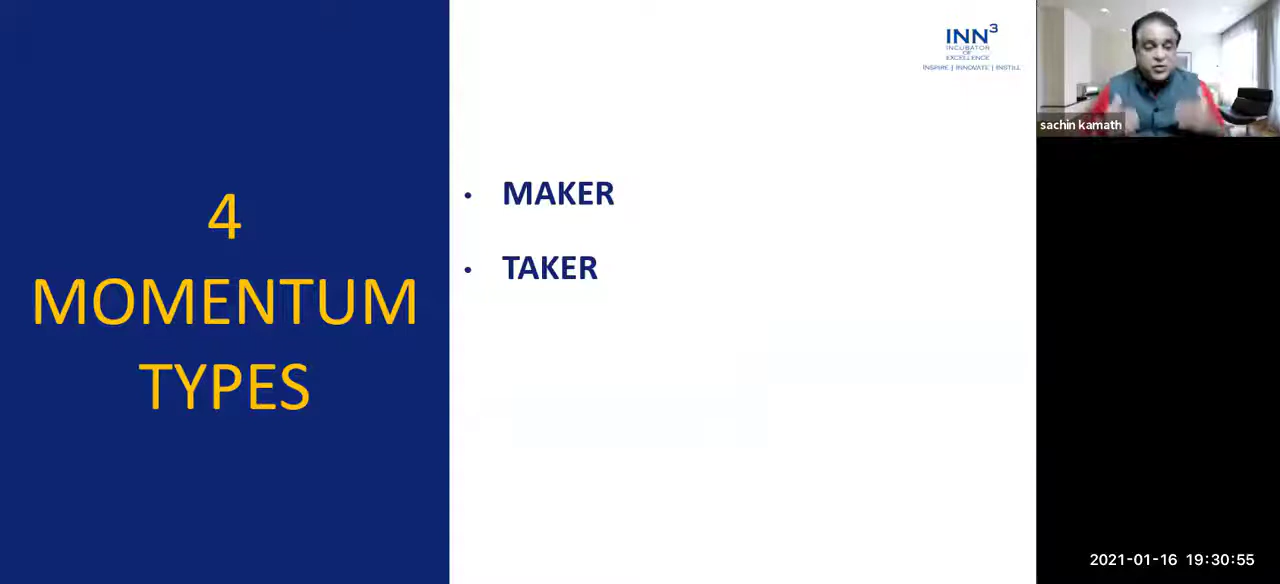 4
MOMENTUM
TYPES
• MAKER
• TAKER
INN³
INCUBATOR
OF
EXCELLENCE
INSPIRE | INNOVATE | INSTILL
sachin kamath
2021-01-16 19:30:55